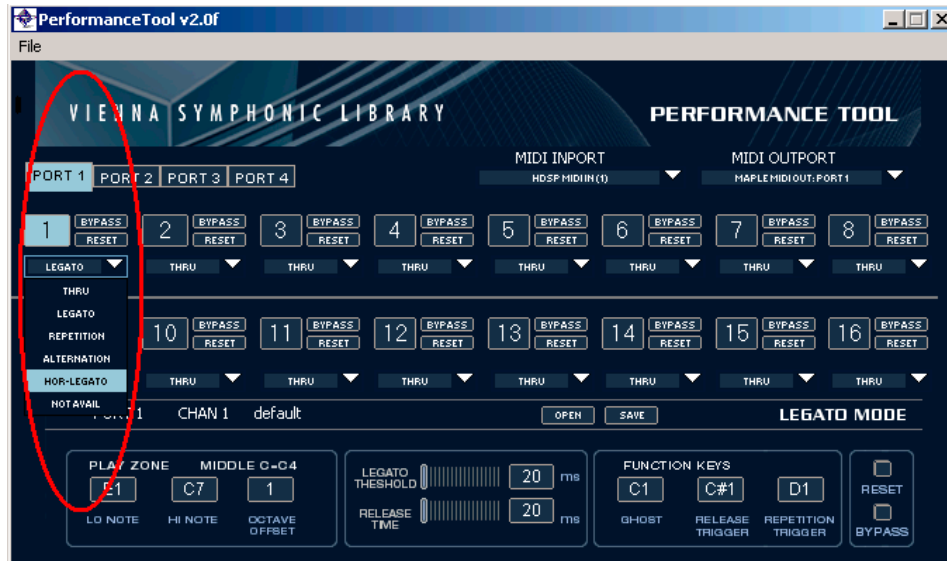 PerformanceTool v2.0f
File
VIENNA SYMPHONIC LIBRARY
PERFORMANCE TOOL
MIDI INPORT MIDI OUTPORT
PORT 1 PORT 2 PORT 3 PORT 4
HDSP MIDI IN (1) MAPLE MIDI OUT: PORT 1
1 BYPASS RESET 2 BYPASS RESET 3 BYPASS RESET 4 BYPASS RESET 5 BYPASS RESET 6 BYPASS RESET 7 BYPASS RESET 8 BYPASS RESET
LEGATO THRU THRU THRU THRU THRU THRU THRU
THRU
LEGATO
REPETITION
ALTERNATION
HOR-LEGATO
NOT AVAIL
10 BYPASS RESET 11 BYPASS RESET 12 BYPASS RESET 13 BYPASS RESET 14 BYPASS RESET 15 BYPASS RESET 16 BYPASS RESET
THRU THRU THRU THRU THRU THRU THRU
1 CHAN 1 default OPEN SAVE LEGATO MODE
PLAY ZONE MIDDLE C=C4
E1 C7 1
LO NOTE HI NOTE OCTAVE OFFSET
LEGATO THESHOLD 20 ms
RELEASE TIME 20 ms
FUNCTION KEYS
C1 C#1 D1
GHOST RELEASE TRIGGER REPETITION TRIGGER
RESET
BYPASS